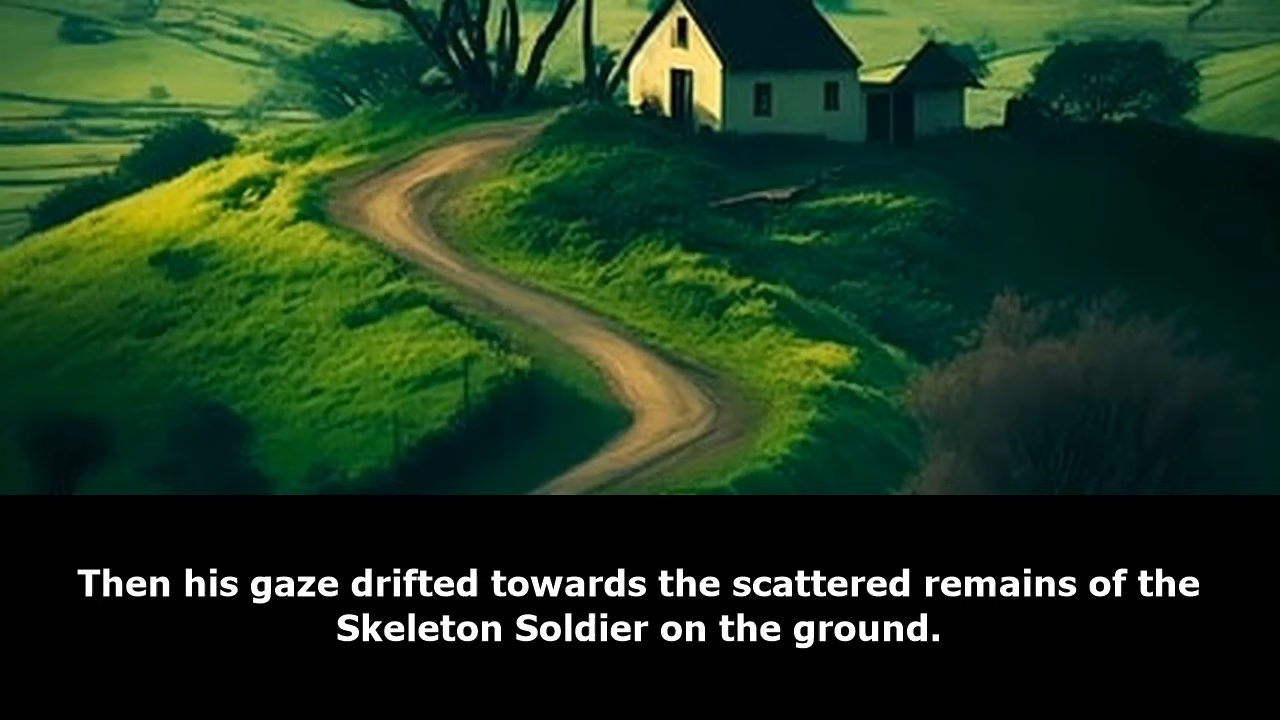 Then his gaze drifted towards the scattered remains of the
Skeleton Soldier on the ground.